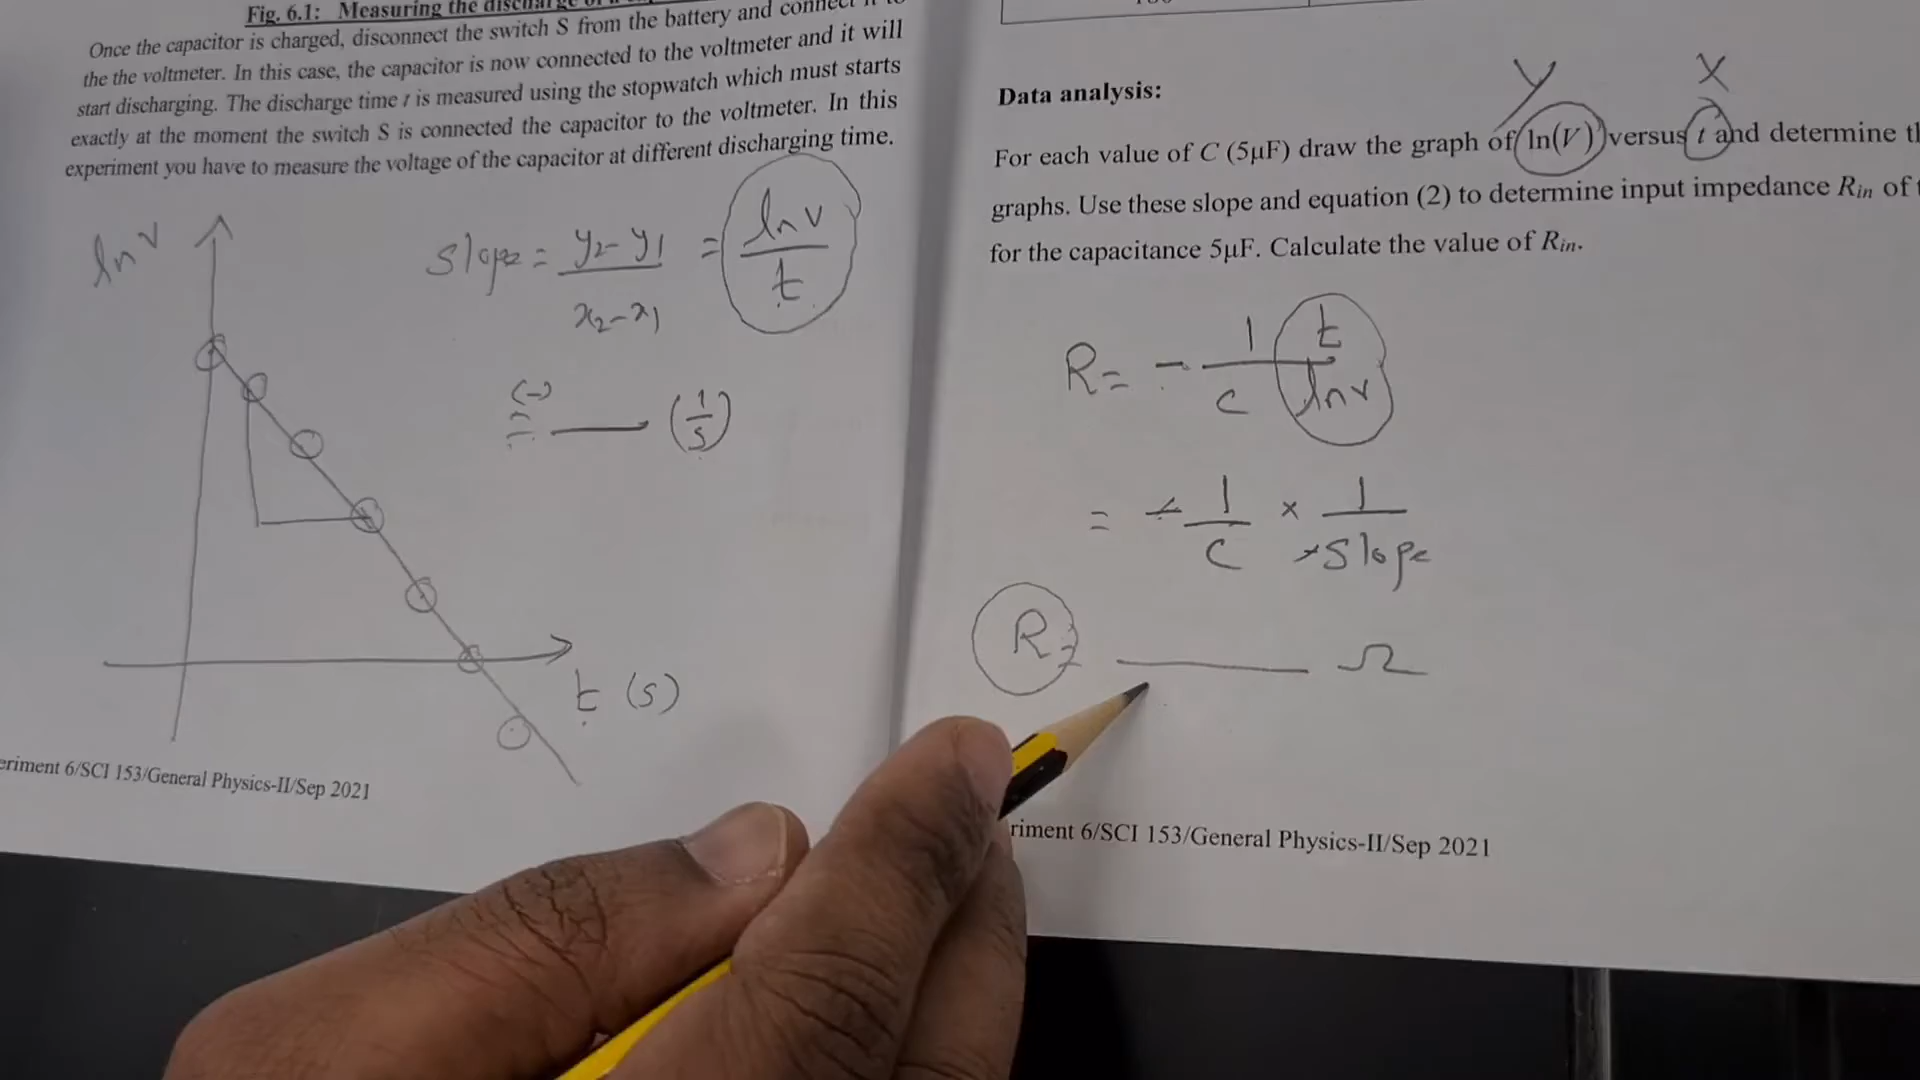 Fig. 6.1: Measuring the discharge of a
Once the capacitor is charged, disconnect the switch S from the battery and connect it to
the the voltmeter. In this case, the capacitor is now connected to the voltmeter and it will
start discharging. The discharge time t is measured using the stopwatch which must starts
exactly at the moment the switch S is connected the capacitor to the voltmeter. In this
experiment you have to measure the voltage of the capacitor at different discharging time.
ln v
slope = y2-y1 / x2-x1 = ln v / t
(-)
= ___ (1/s)
t (s)
eriment 6/SCI 153/General Physics-II/Sep 2021
Y X
Data analysis:
For each value of C (5μF) draw the graph of ln(V) versus t and determine th
graphs. Use these slope and equation (2) to determine input impedance Rin of t
for the capacitance 5μF. Calculate the value of Rin.
R = - 1/C t/ln v
= - 1/C × 1/-slope
R = ___ Ω
riment 6/SCI 153/General Physics-II/Sep 2021